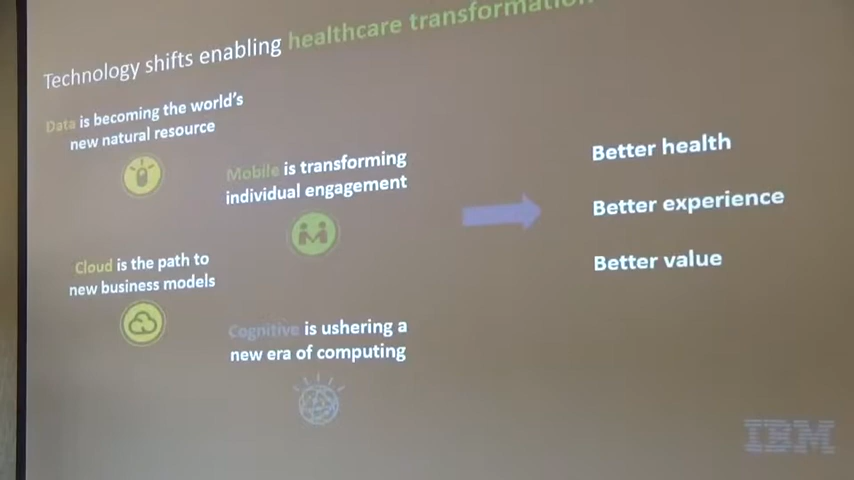 Technology shifts enabling healthcare transformation
Data is becoming the world's
new natural resource
Mobile is transforming
individual engagement
Cloud is the path to
new business models
Cognitive is ushering a
new era of computing
Better health
Better experience
Better value
IBM